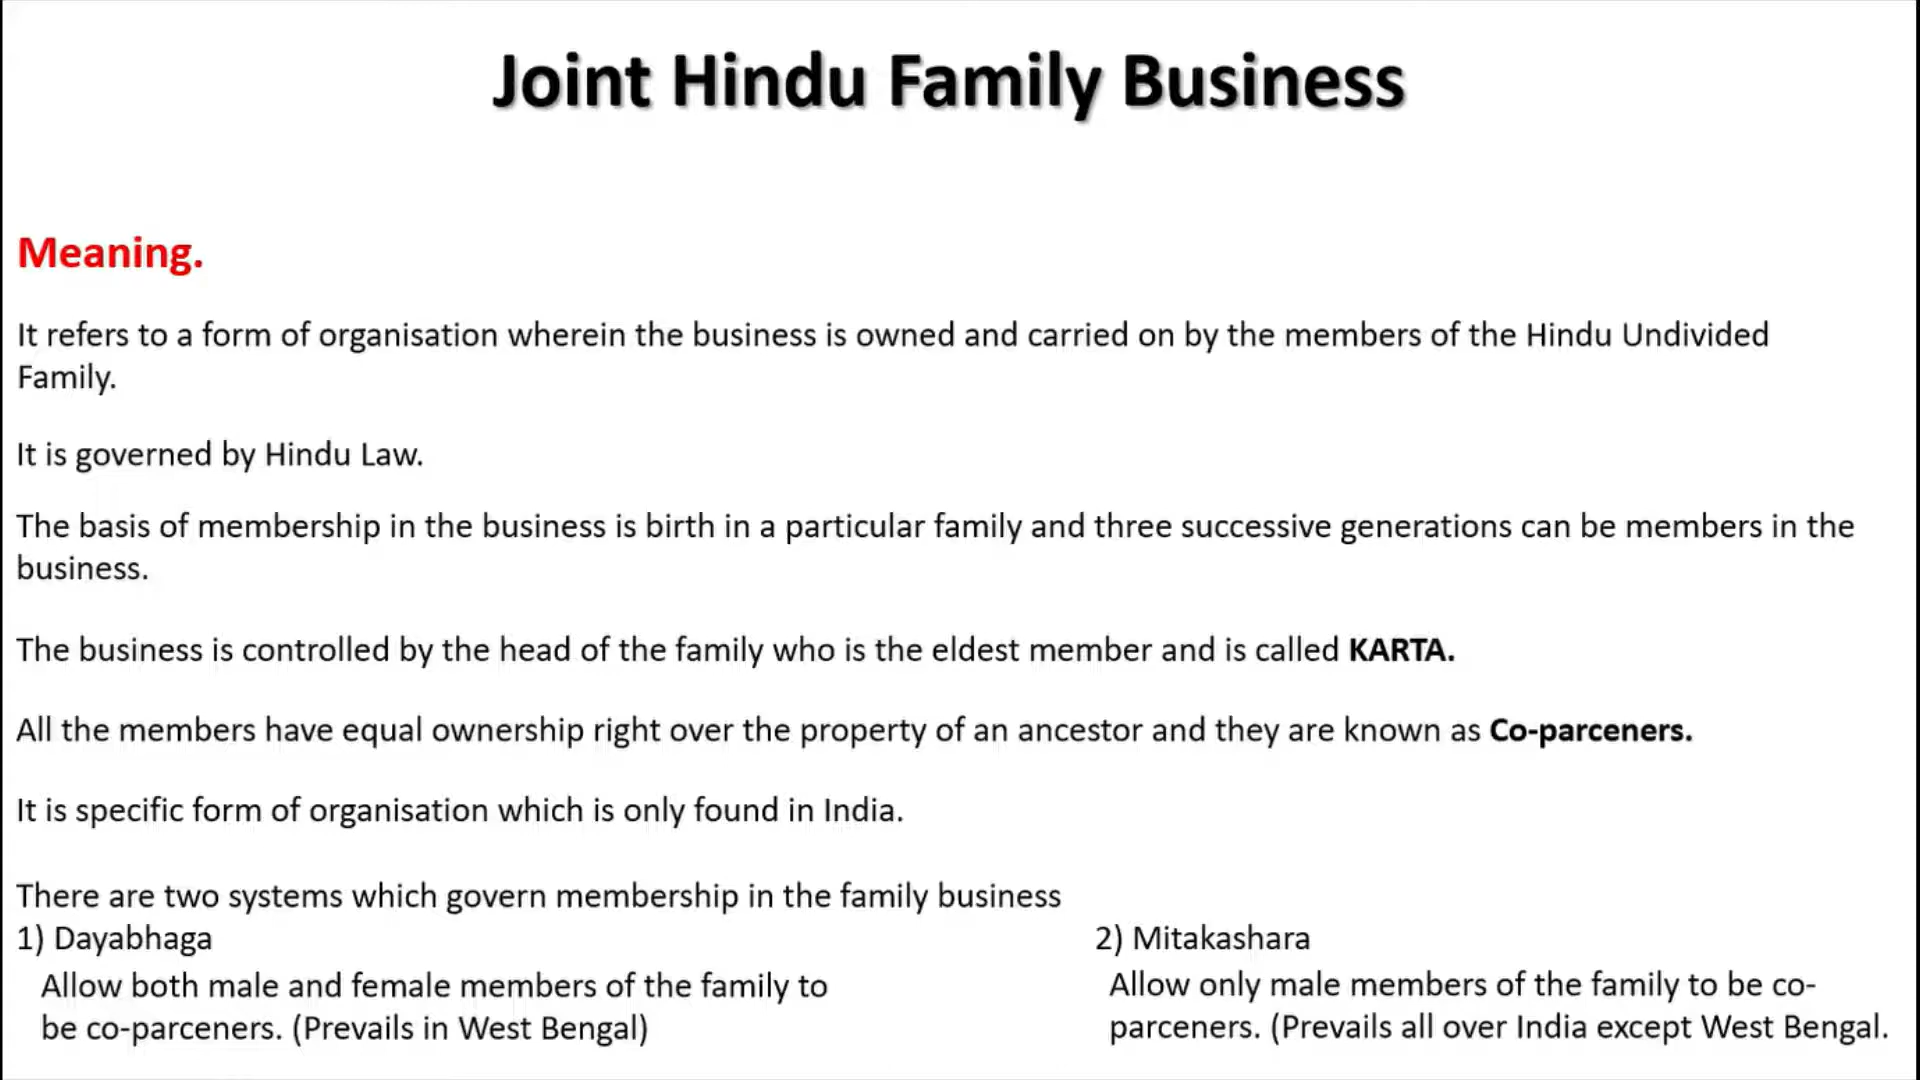 Joint Hindu Family Business
Meaning.
It refers to a form of organisation wherein the business is owned and carried on by the members of the Hindu Undivided
Family.
It is governed by Hindu Law.
The basis of membership in the business is birth in a particular family and three successive generations can be members in the
business.
The business is controlled by the head of the family who is the eldest member and is called KARTA.
All the members have equal ownership right over the property of an ancestor and they are known as Co-parceners.
It is specific form of organisation which is only found in India.
There are two systems which govern membership in the family business
1) Dayabhaga
Allow both male and female members of the family to
be co-parceners. (Prevails in West Bengal)
2) Mitakashara
Allow only male members of the family to be co-
parceners. (Prevails all over India except West Bengal.